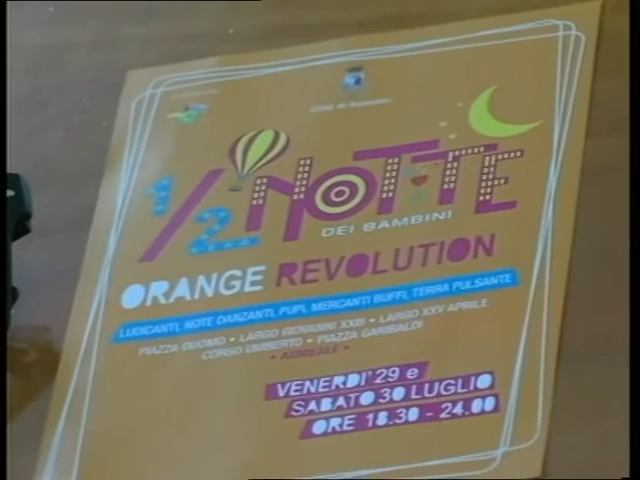 1/2 NOTTE
DEI BAMBINI
ORANGE REVOLUTION
LUDICANTI, NOTE DANZANTI, PUPI, MERCANTI BUFFI, TERRA PULSANTE
PIAZZA DUOMO • LARGO GIOVANNI XXIII • LARGO XXV APRILE
CORSO UMBERTO • PIAZZA GARIBALDI
• ACIREALE •
VENERDI' 29 e
SABATO 30 LUGLIO
ORE 18.30 - 24.00